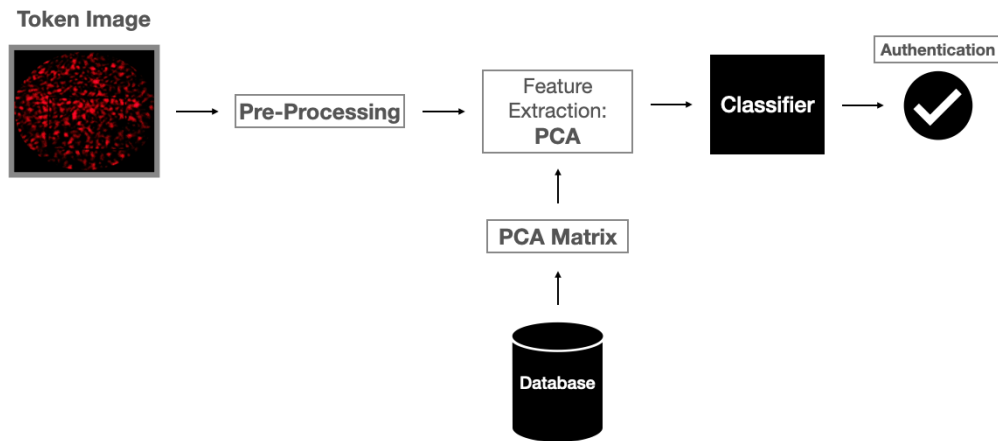 Token Image
Pre-Processing
Feature
Extraction:
PCA
Classifier
Authentication
PCA Matrix
Database